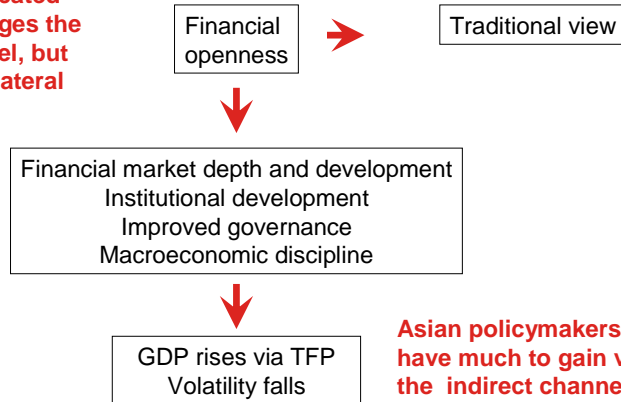 ges the
el, but
ateral
Financial
openness
Traditional view
Financial market depth and development
Institutional development
Improved governance
Macroeconomic discipline
GDP rises via TFP
Volatility falls
Asian policymakers
have much to gain v
the indirect channe